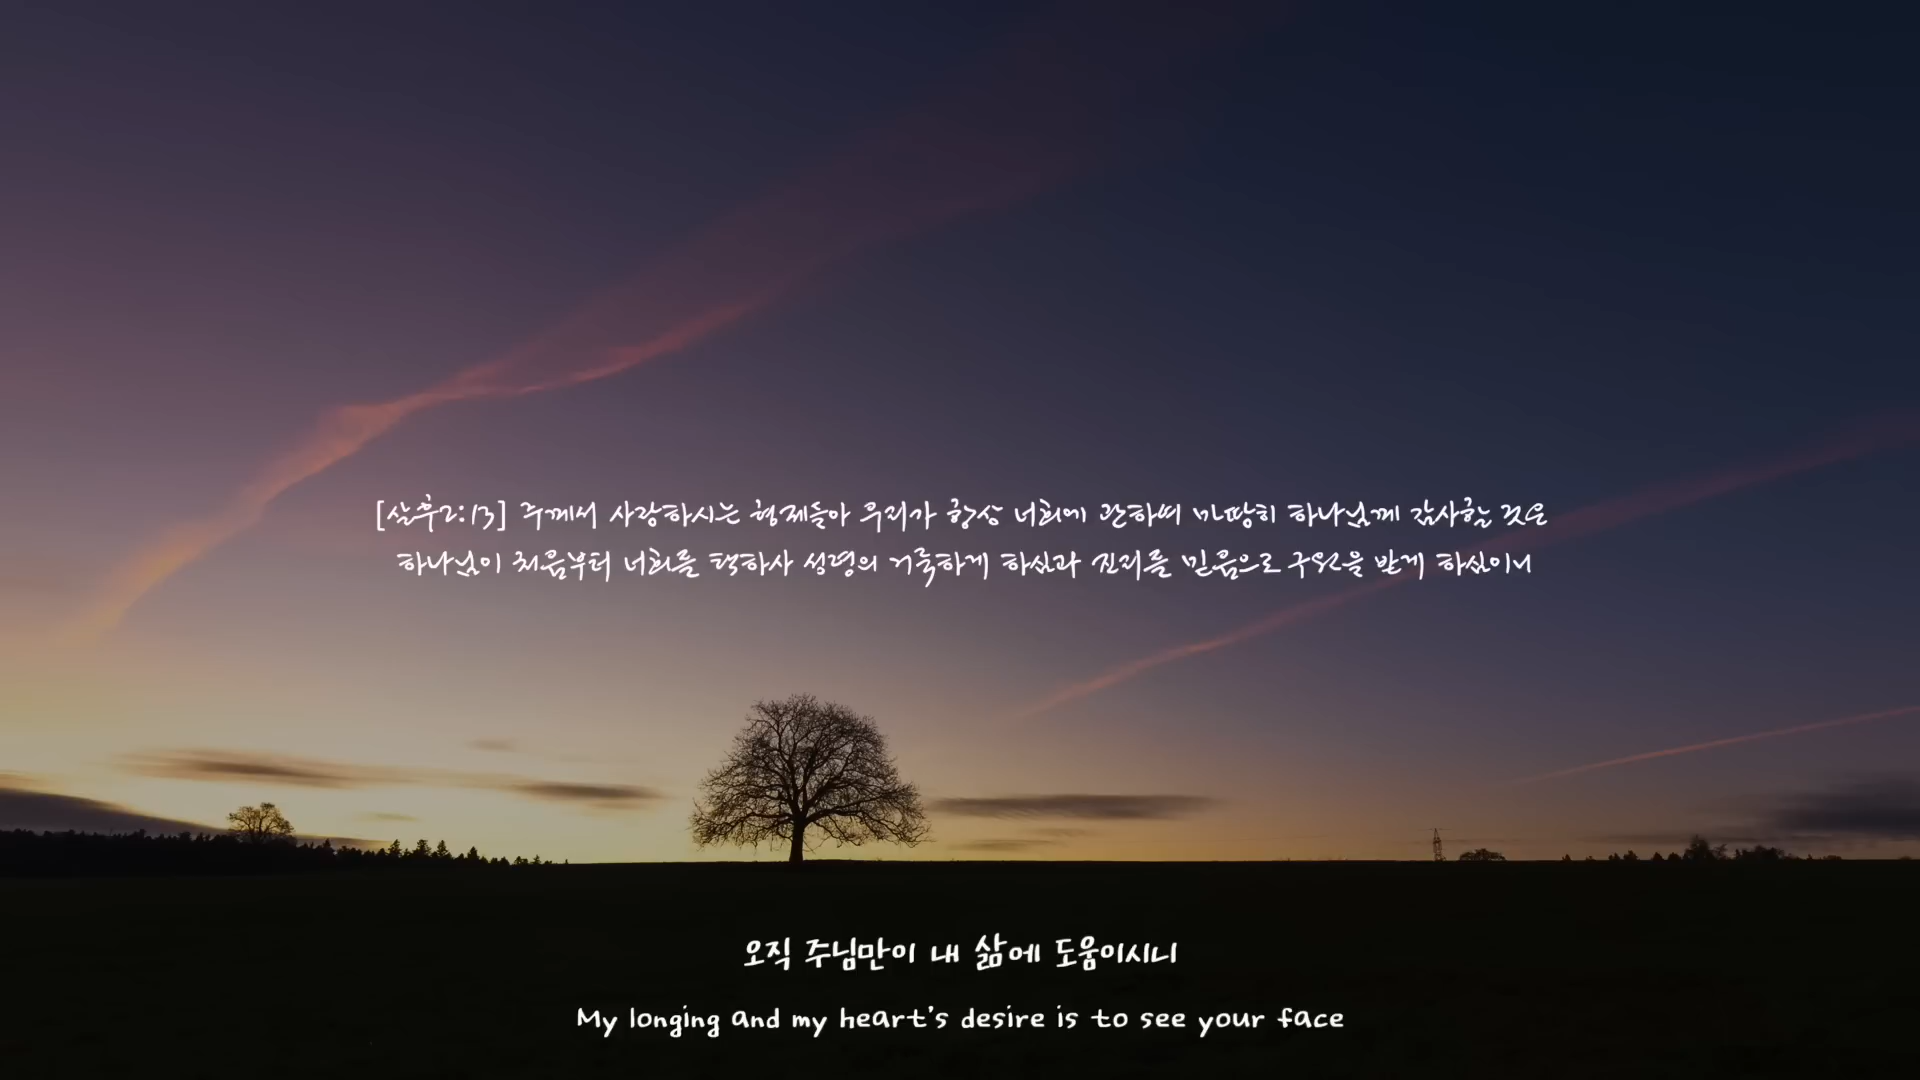 [살후2:13] 주께서 사랑하시는 형제들아 우리가 항상 너희에 관하여 마땅히 하나님께 감사할 것은
하나님이 처음부터 너희를 택하사 성령의 거룩하게 하심과 진리를 믿음으로 구원을 받게 하심이니
오직 주님만이 내 삶에 도움이시니
My longing and my heart's desire is to see your face